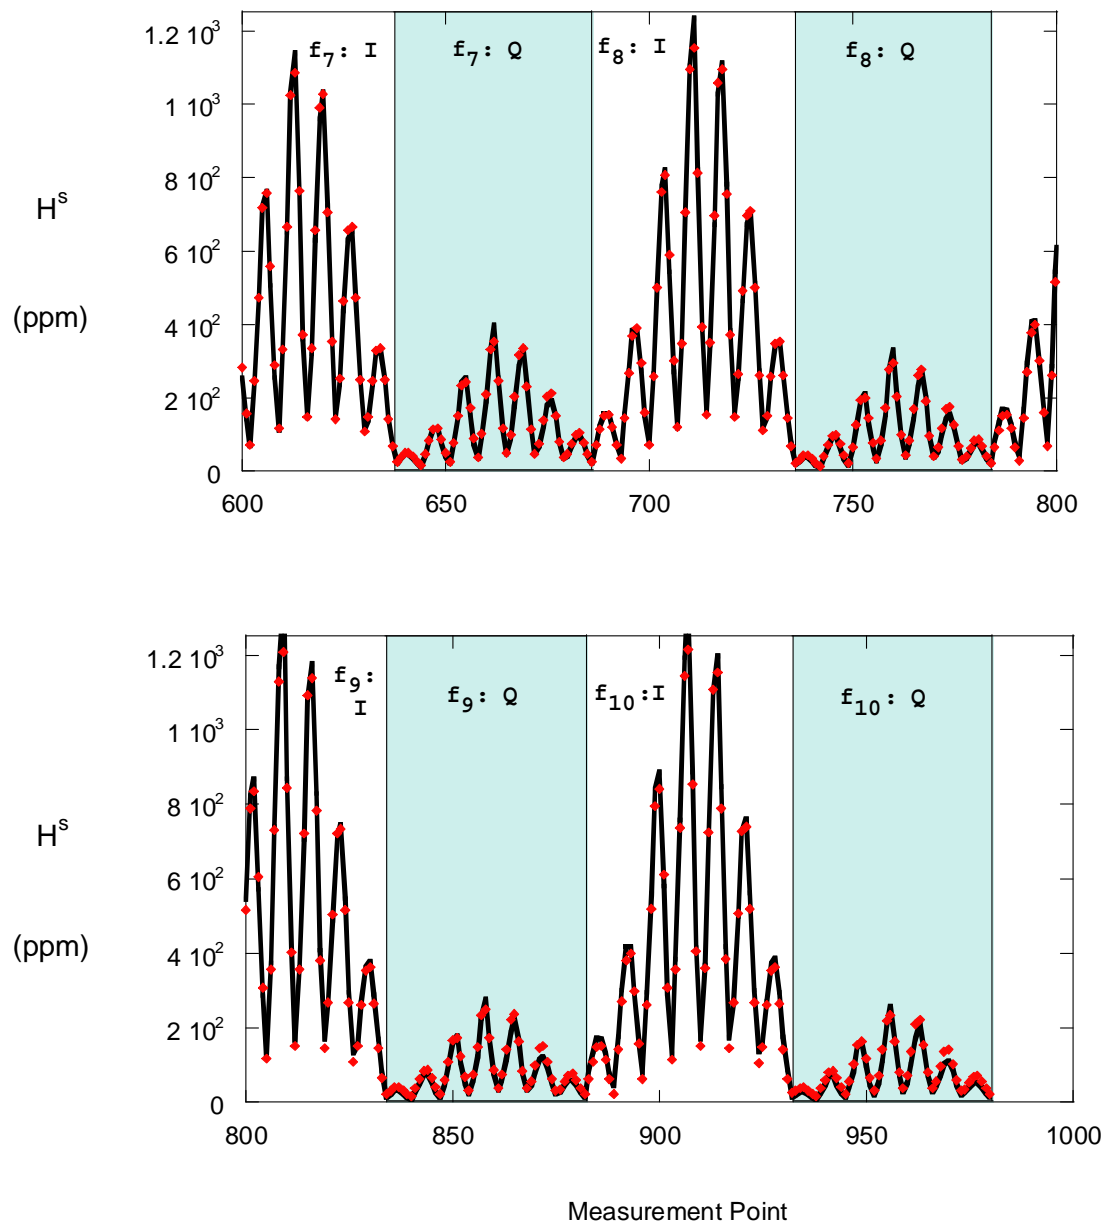 1.2 10³
f₇: I
f₇: Q
f₈: I
f₈: Q
1 10³
8 10²
Hˢ
6 10²
(ppm)
4 10²
2 10²
0
600
650
700
750
800
1.2 10³
f₉:
I
f₉: Q
f₁₀:I
f₁₀: Q
1 10³
8 10²
Hˢ
6 10²
(ppm)
4 10²
2 10²
0
800
850
900
950
1000
Measurement Point